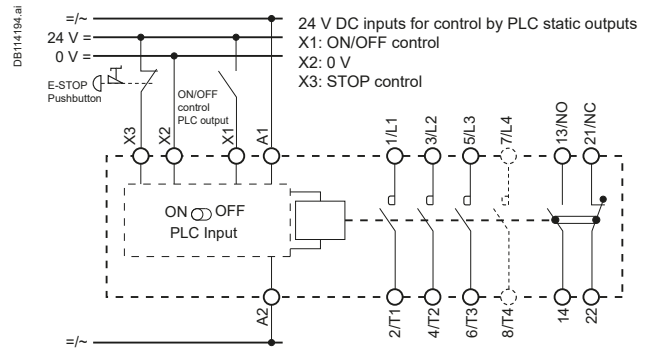 DB114194.ai
=/~
24 V =
0 V =
24 V DC inputs for control by PLC static outputs
X1: ON/OFF control
X2: 0 V
X3: STOP control
E-STOP
Pushbutton
ON/OFF
control
PLC output
X3
X2
X1
A1
1/L1
3/L2
5/L3
7/L4
13/NO
21/NC
ON OFF
PLC Input
A2
2/T1
4/T2
6/T3
8/T4
14
22
=/~